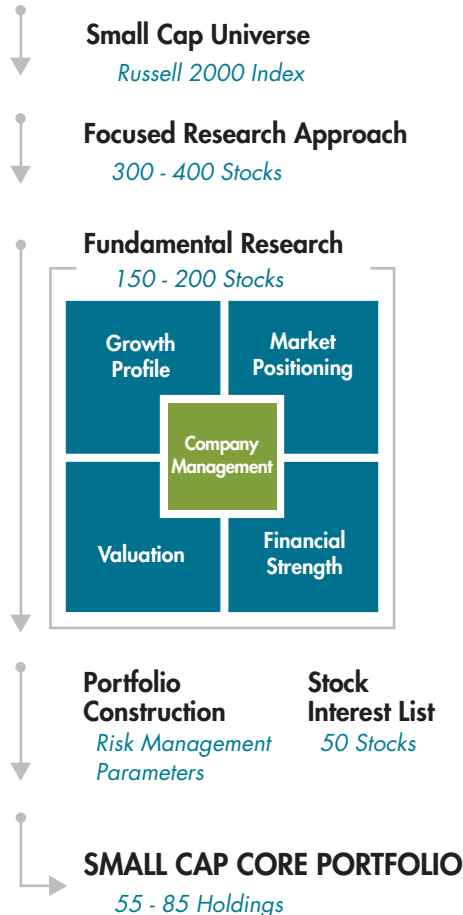 Small Cap Universe
Russell 2000 Index
Focused Research Approach
300 - 400 Stocks
Fundamental Research
150 - 200 Stocks
Growth
Profile
Market
Positioning
Company
Management
Valuation
Financial
Strength
Portfolio
Construction
Risk Management
Parameters
Stock
Interest List
50 Stocks
SMALL CAP CORE PORTFOLIO
55 - 85 Holdings